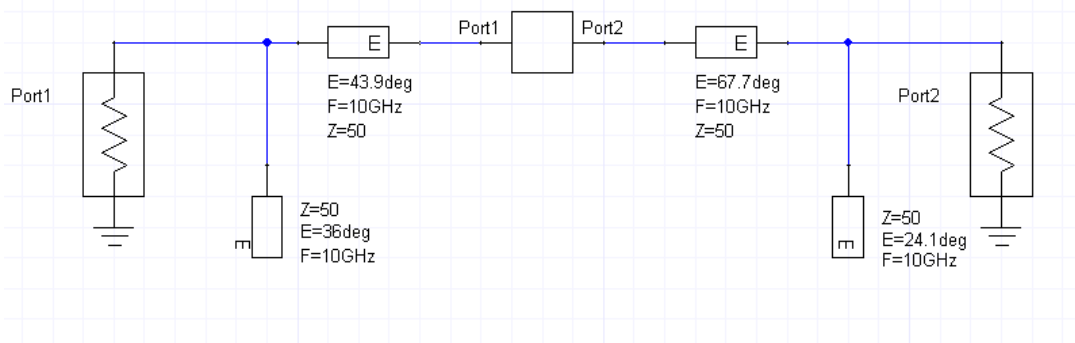 Port1
E
E=43.9deg
F=10GHz
Z=50
Port1
Port2
E
E=67.7deg
F=10GHz
Z=50
Port2
E
Z=50
E=36deg
F=10GHz
E
Z=50
E=24.1deg
F=10GHz